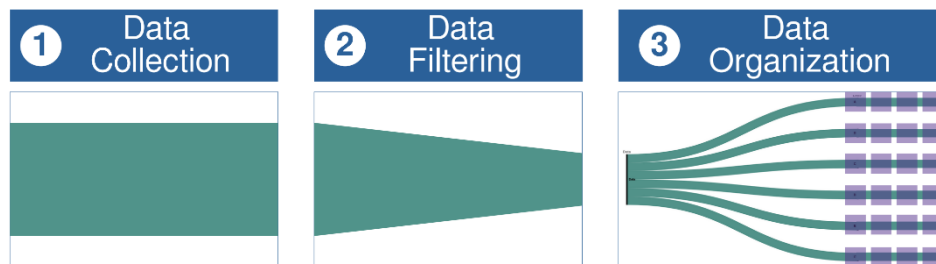 1
Data
Collection
2
Data
Filtering
3
Data
Organization